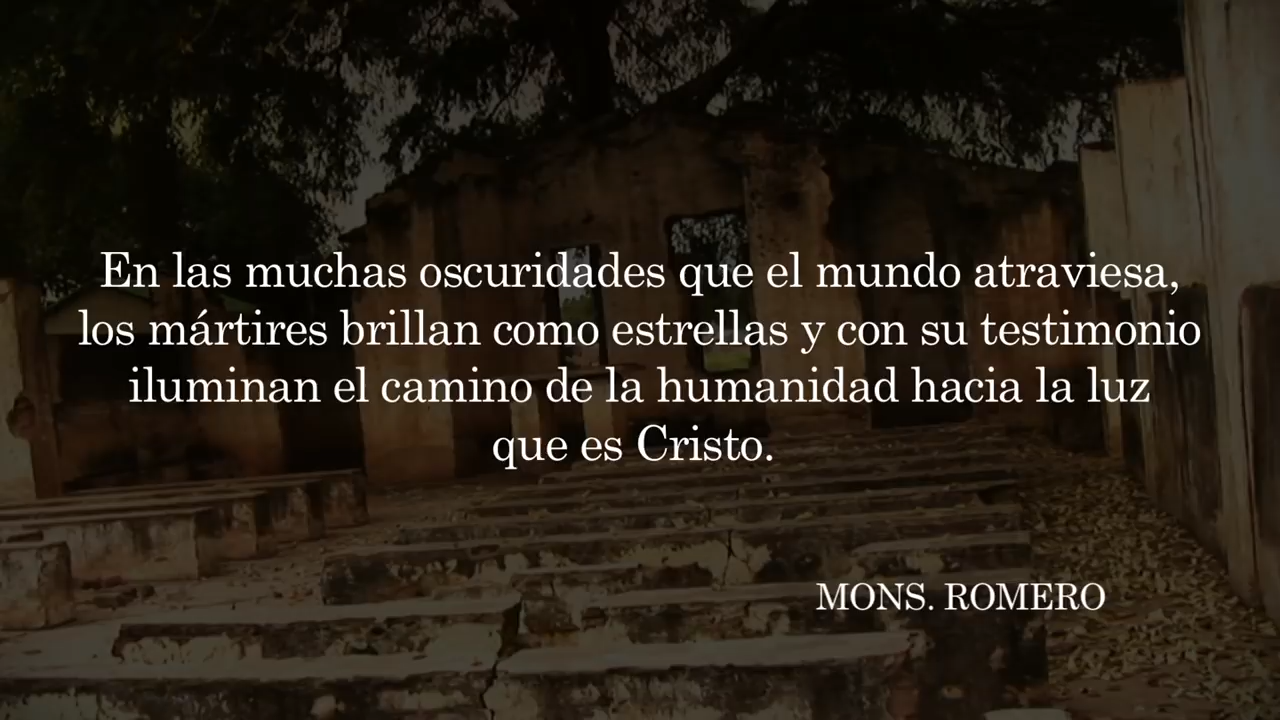 En las muchas oscuridades que el mundo atraviesa,
los mártires brillan como estrellas y con su testimonio
iluminan el camino de la humanidad hacia la luz
que es Cristo.
MONS. ROMERO